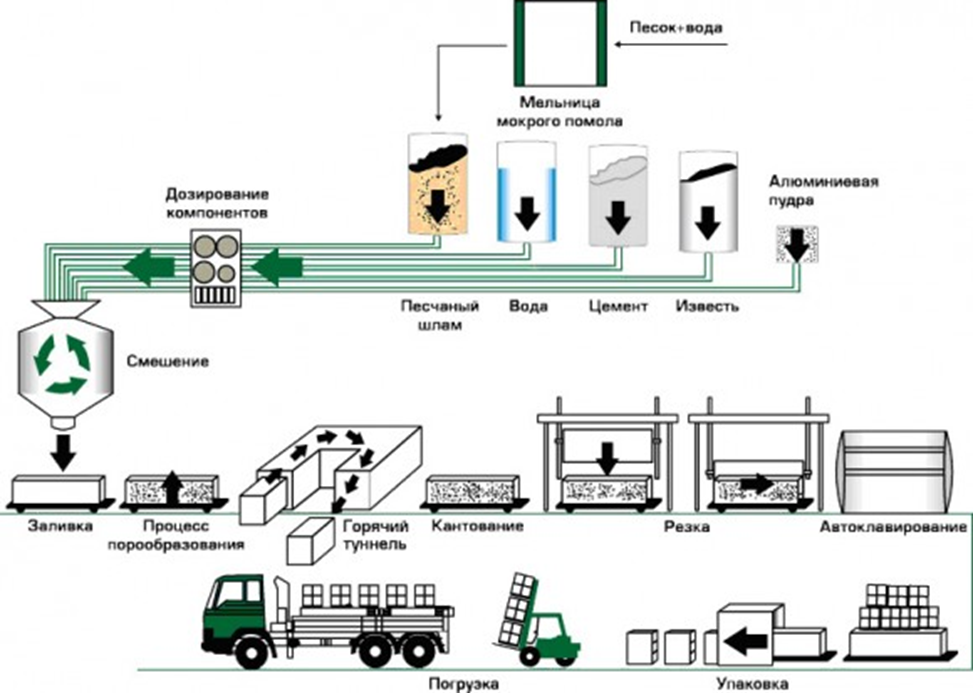 Песок+вода
Мельница
мокрого помола
Алюминиевая
пудра
Дозирование
компонентов
Песчаный
шлам
Вода
Цемент
Известь
Смешение
Заливка
Процесс
порообразования
Горячий
туннель
Кантование
Резка
Автоклавирование
Погрузка
Упаковка